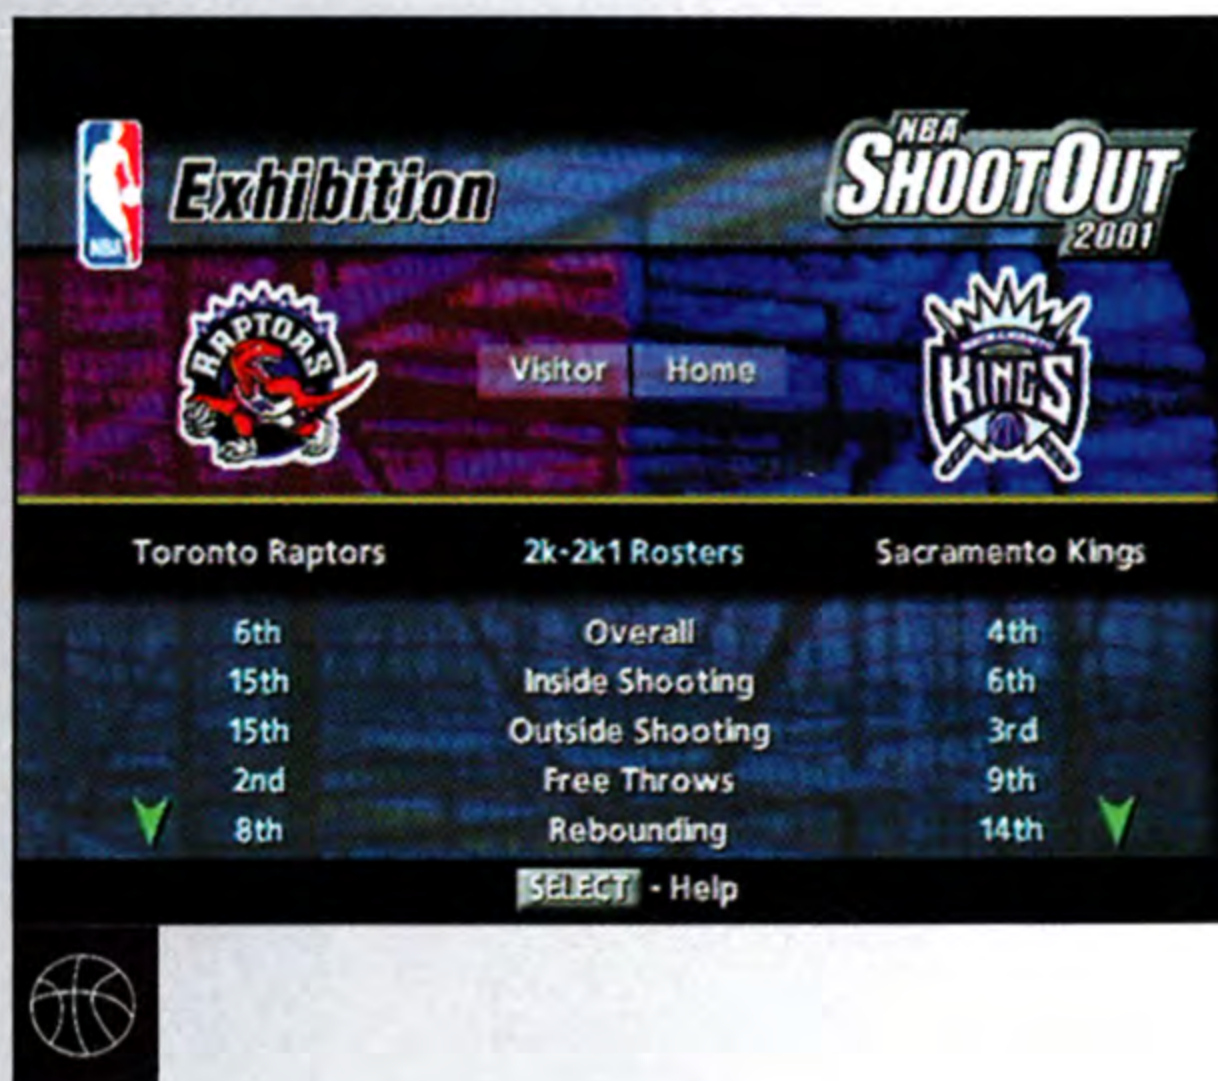 NBA
Exhibition
NBA
SHOOTOUT
2001
RAPTORS
Visitor Home
KINGS
Toronto Raptors 2k-2k1 Rosters Sacramento Kings
6th Overall 4th
15th Inside Shooting 6th
15th Outside Shooting 3rd
2nd Free Throws 9th
8th Rebounding 14th
SELECT - Help